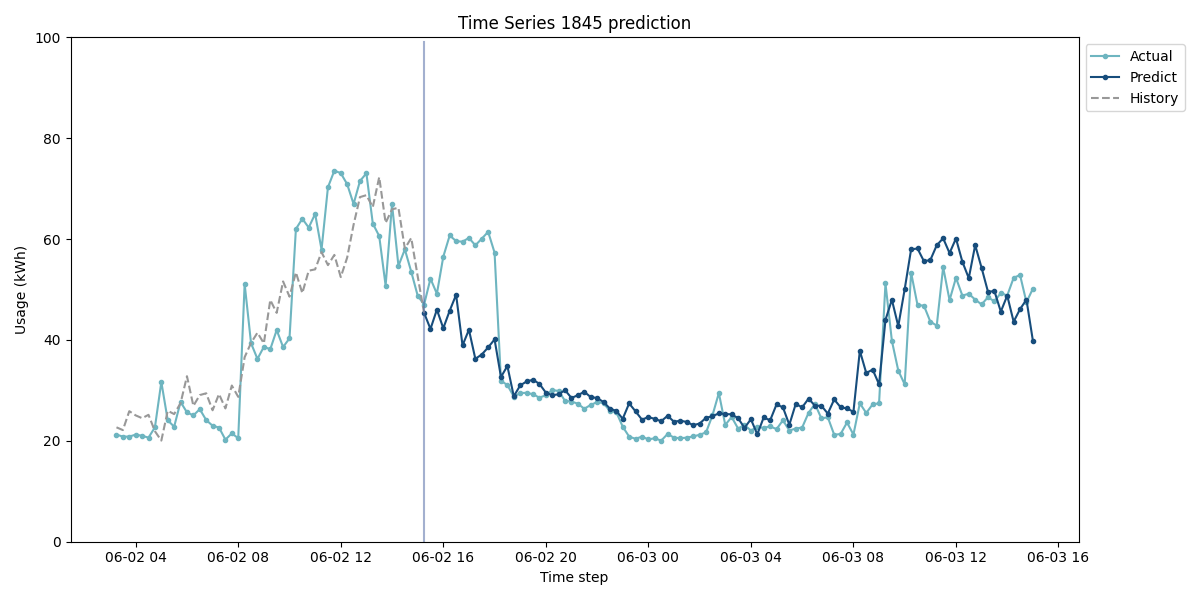 Time Series 1845 prediction
100
80
60
40
20
0
Usage (kWh)
06-02 04
06-02 08
06-02 12
06-02 16
06-02 20
06-03 00
06-03 04
06-03 08
06-03 12
06-03 16
Time step
Actual
Predict
History